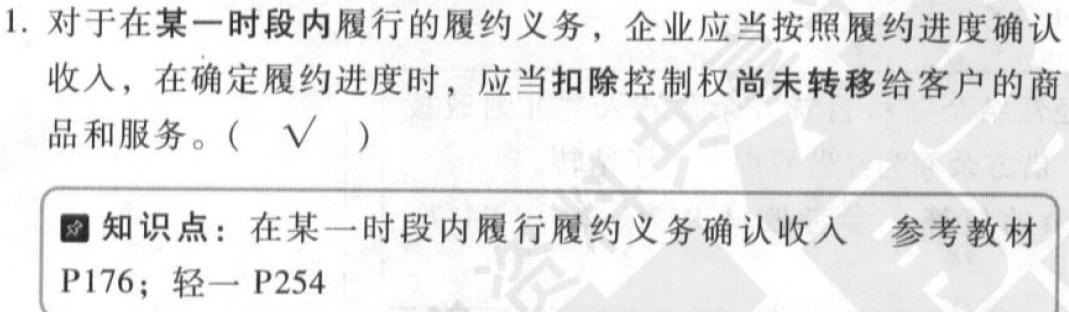 1. 对于在某一时段内履行的履约义务，企业应当按照履约进度确认
收入，在确定履约进度时，应当扣除控制权尚未转移给客户的商
品和服务。( √ )
知识点：在某一时段内履行履约义务确认收入 参考教材
P176；轻一 P254